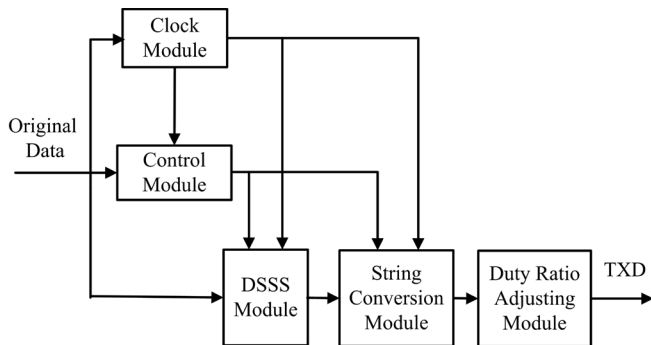 Clock
Module
Original
Data
Control
Module
DSSS
Module
String
Conversion
Module
Duty Ratio
Adjusting
Module
TXD